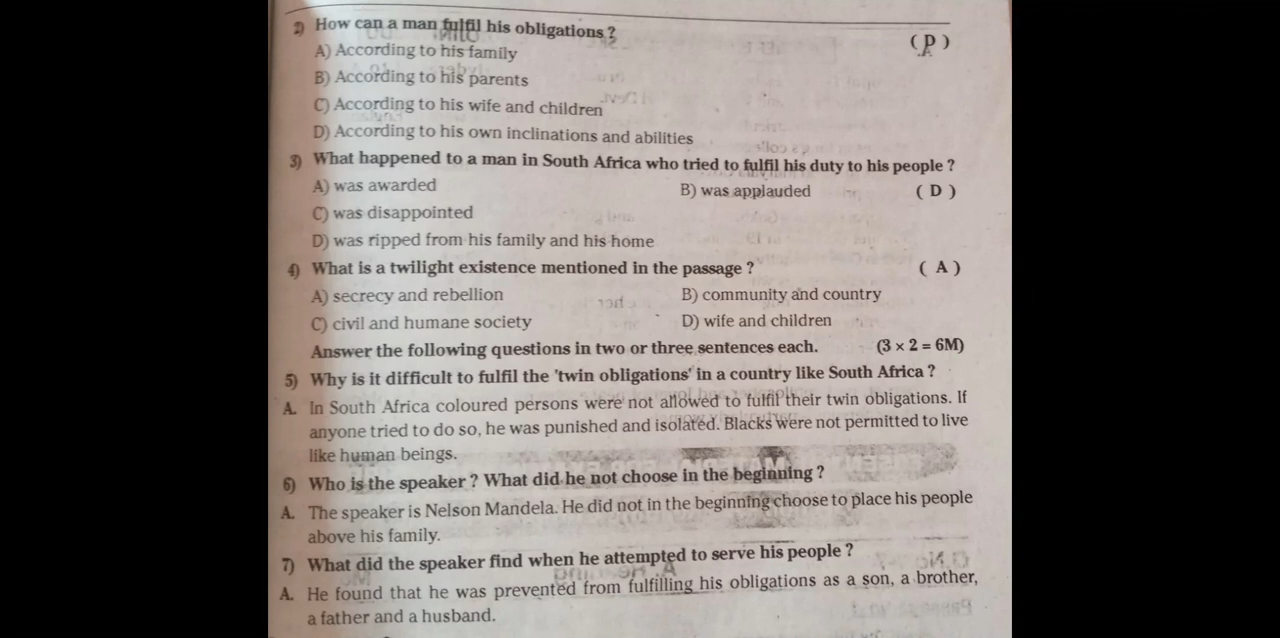 2) How can a man fulfil his obligations ?
A) According to his family (D)
B) According to his parents
C) According to his wife and children
D) According to his own inclinations and abilities
3) What happened to a man in South Africa who tried to fulfil his duty to his people ?
A) was awarded B) was applauded ( D )
C) was disappointed
D) was ripped from his family and his home
4) What is a twilight existence mentioned in the passage ? ( A )
A) secrecy and rebellion B) community and country
C) civil and humane society D) wife and children
Answer the following questions in two or three sentences each. (3 × 2 = 6M)
5) Why is it difficult to fulfil the 'twin obligations' in a country like South Africa ?
A. In South Africa coloured persons were not allowed to fulfil their twin obligations. If
anyone tried to do so, he was punished and isolated. Blacks were not permitted to live
like human beings.
6) Who is the speaker ? What did he not choose in the beginning ?
A. The speaker is Nelson Mandela. He did not in the beginning choose to place his people
above his family.
7) What did the speaker find when he attempted to serve his people ?
A. He found that he was prevented from fulfilling his obligations as a son, a brother,
a father and a husband.